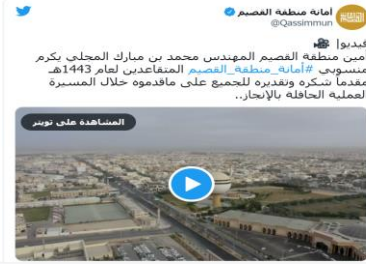 أمانة منطقة القصيم
@Qassimmun
فيديو|
أمين منطقة القصيم المهندس محمد بن مبارك المجلي يكرم
منسوبي #أمانة_منطقة_القصيم المتقاعدين لعام 1443هـ
مقدماً شكره وتقديره للجميع على ماقدموه خلال المسيرة
العملية الحافلة بالإنجاز..
المشاهدة على تويتر